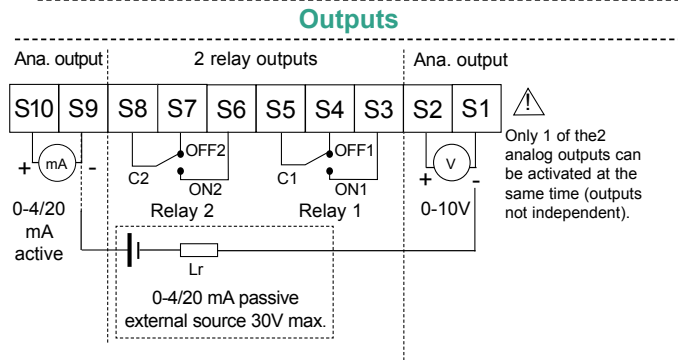 Outputs
Ana. output
2 relay outputs
Ana. output
S10 S9 S8 S7 S6 S5 S4 S3 S2 S1
Only 1 of the2
analog outputs can
be activated at the
same time (outputs
not independent).
+ mA -
C2
OFF2
ON2
C1
OFF1
ON1
+ V -
Relay 2
Relay 1
0-10V
0-4/20
mA
active
Lr
0-4/20 mA passive
external source 30V max.